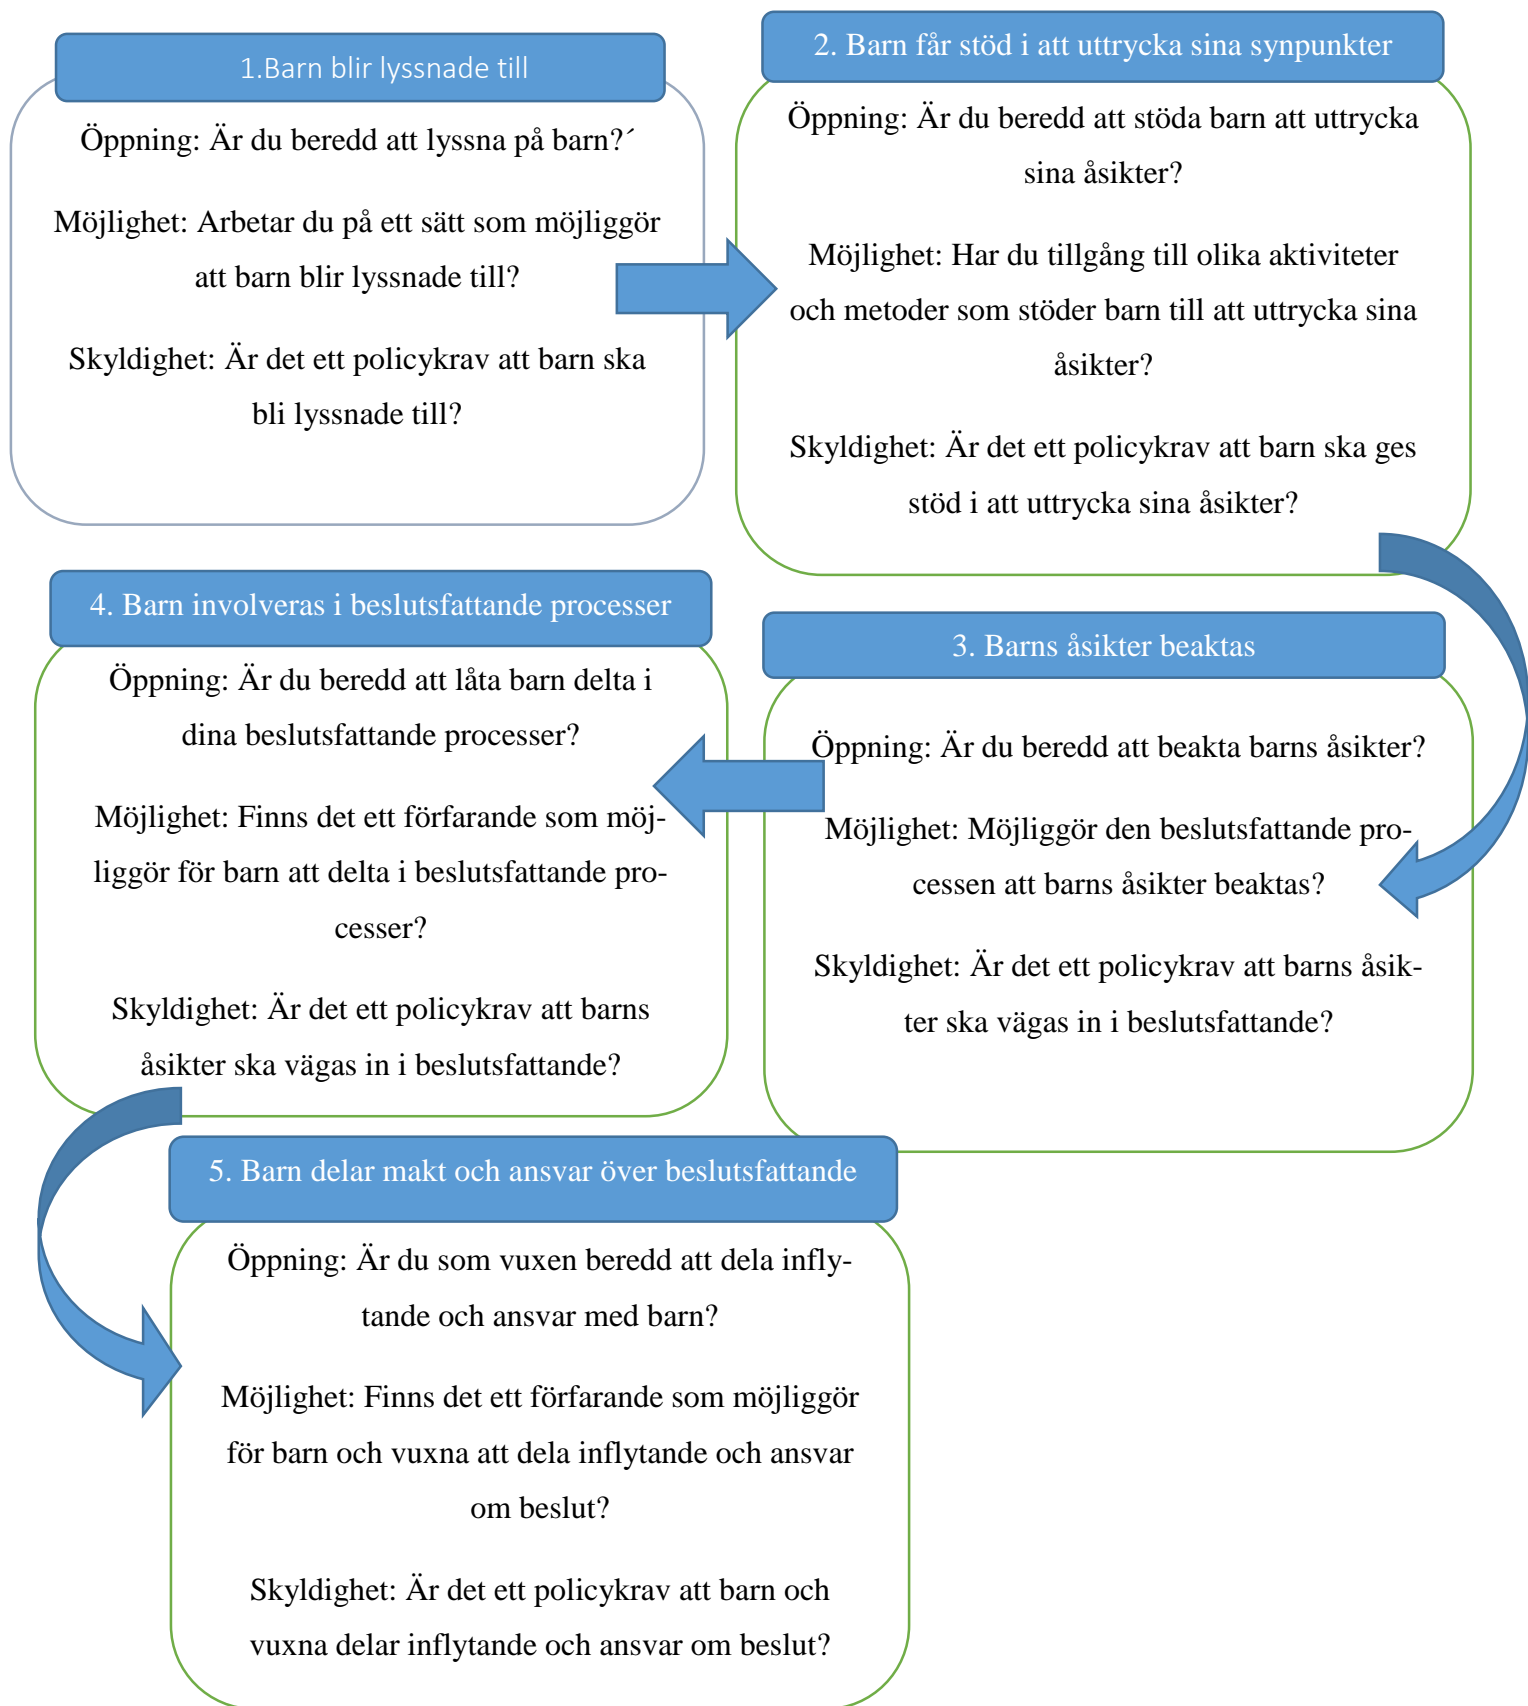 1.Barn blir lyssnade till
Öppning: Är du beredd att lyssna på barn?´
Möjlighet: Arbetar du på ett sätt som möjliggör
att barn blir lyssnade till?
Skyldighet: Är det ett policykrav att barn ska
bli lyssnade till?
2. Barn får stöd i att uttrycka sina synpunkter
Öppning: Är du beredd att stöda barn att uttrycka
sina åsikter?
Möjlighet: Har du tillgång till olika aktiviteter
och metoder som stöder barn till att uttrycka sina
åsikter?
Skyldighet: Är det ett policykrav att barn ska ges
stöd i att uttrycka sina åsikter?
3. Barns åsikter beaktas
Öppning: Är du beredd att beakta barns åsikter?
Möjlighet: Möjliggör den beslutsfattande pro-
cessen att barns åsikter beaktas?
Skyldighet: Är det ett policykrav att barns åsik-
ter ska vägas in i beslutsfattande?
4. Barn involveras i beslutsfattande processer
Öppning: Är du beredd att låta barn delta i
dina beslutsfattande processer?
Möjlighet: Finns det ett förfarande som möj-
liggör för barn att delta i beslutsfattande pro-
cesser?
Skyldighet: Är det ett policykrav att barns
åsikter ska vägas in i beslutsfattande?
5. Barn delar makt och ansvar över beslutsfattande
Öppning: Är du som vuxen beredd att dela infly-
tande och ansvar med barn?
Möjlighet: Finns det ett förfarande som möjliggör
för barn och vuxna att dela inflytande och ansvar
om beslut?
Skyldighet: Är det ett policykrav att barn och
vuxna delar inflytande och ansvar om beslut?